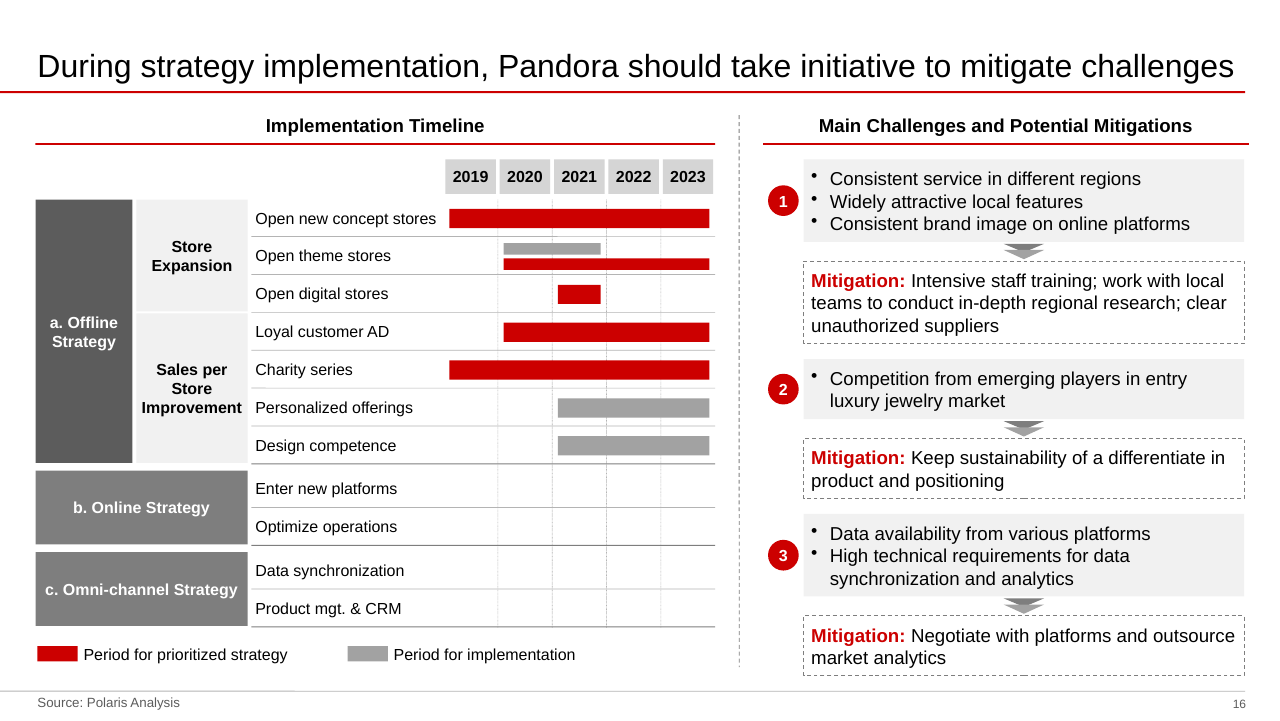 During strategy implementation, Pandora should take initiative to mitigate challenges
Implementation Timeline
2019 2020 2021 2022 2023
a. Offline
Strategy
Store
Expansion
Open new concept stores
Open theme stores
Open digital stores
Sales per
Store
Improvement
Loyal customer AD
Charity series
Personalized offerings
Design competence
b. Online Strategy
Enter new platforms
Optimize operations
c. Omni-channel Strategy
Data synchronization
Product mgt. & CRM
Period for prioritized strategy
Period for implementation
Main Challenges and Potential Mitigations
1
• Consistent service in different regions
• Widely attractive local features
• Consistent brand image on online platforms
Mitigation: Intensive staff training; work with local
teams to conduct in-depth regional research; clear
unauthorized suppliers
2
• Competition from emerging players in entry
luxury jewelry market
Mitigation: Keep sustainability of a differentiate in
product and positioning
3
• Data availability from various platforms
• High technical requirements for data
synchronization and analytics
Mitigation: Negotiate with platforms and outsource
market analytics
Source: Polaris Analysis
16